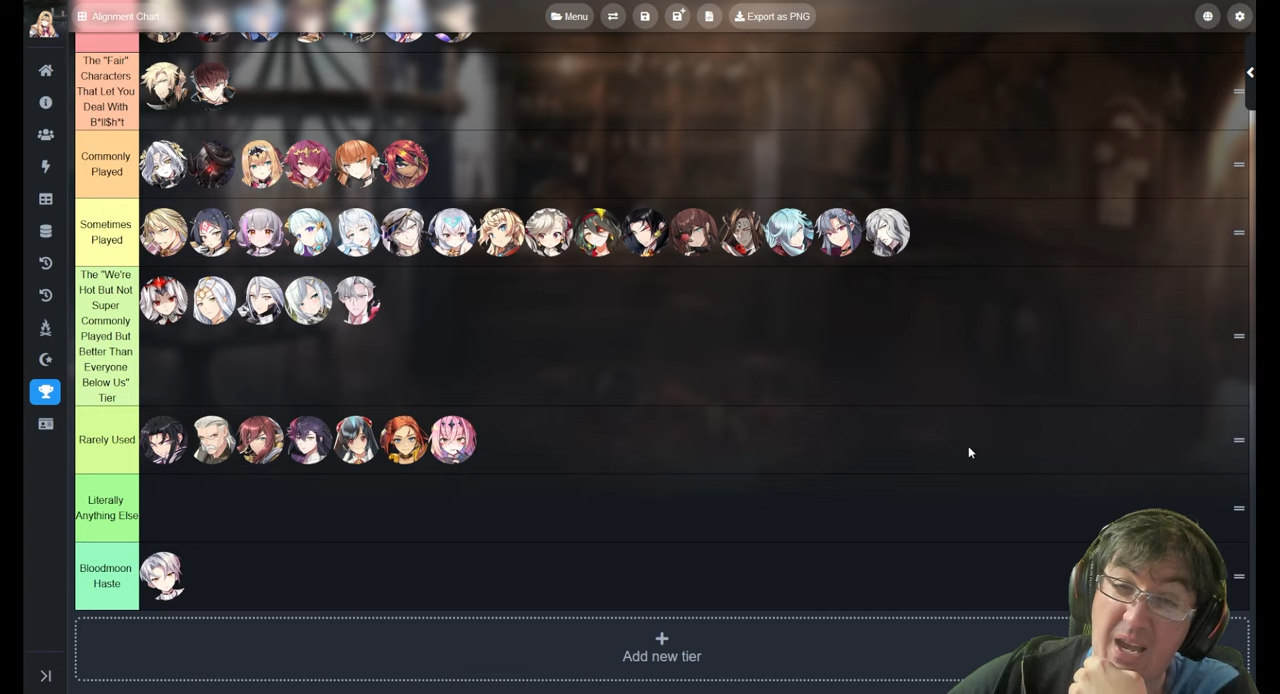 Alignment Chart
Menu
Export as PNG
The "Fair"
Characters
That Let You
Deal With
B*ll$h*t
Commonly
Played
Sometimes
Played
The "We're
Hot But Not
Super
Commonly
Played But
Better Than
Everyone
Below Us"
Tier
Rarely Used
Literally
Anything Else
Bloodmoon
Haste
+
Add new tier